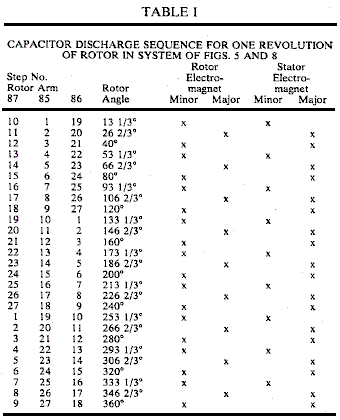 TABLE I
CAPACITOR DISCHARGE SEQUENCE FOR ONE REVOLUTION
OF ROTOR IN SYSTEM OF FIGS. 5 AND 8
Rotor Stator
Step No. Electro- Electro-
Rotor Arm Rotor magnet magnet
87 85 86 Angle Minor Major Minor Major
10 1 19 13 1/3° x x
11 2 20 26 2/3° x x
12 3 21 40° x x
13 4 22 53 1/3° x x
14 5 23 66 2/3° x x
15 6 24 80° x x
16 7 25 93 1/3° x x
17 8 26 106 2/3° x x
18 9 27 120° x x
19 10 1 133 1/3° x x
20 11 2 146 2/3° x x
21 12 3 160° x x
22 13 4 173 1/3° x x
23 14 5 186 2/3° x x
24 15 6 200° x x
25 16 7 213 1/3° x x
26 17 8 226 2/3° x x
27 18 9 240° x x
1 19 10 253 1/3° x x
2 20 11 266 2/3° x x
3 21 12 280° x x
4 22 13 293 1/3° x x
5 23 14 306 2/3° x x
6 24 15 320° x x
7 25 16 333 1/3° x x
8 26 17 346 2/3° x x
9 27 18 360° x x